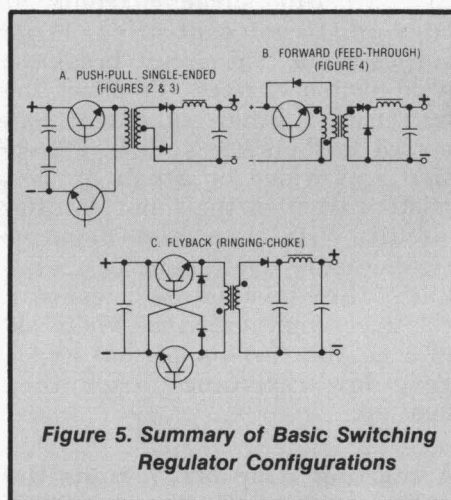 A. PUSH-PULL, SINGLE-ENDED
(FIGURES 2 & 3)
B. FORWARD (FEED-THROUGH)
(FIGURE 4)
+
+
+
−
−
−
C. FLYBACK (RINGING-CHOKE)
+
+
−
−
Figure 5. Summary of Basic Switching
Regulator Configurations